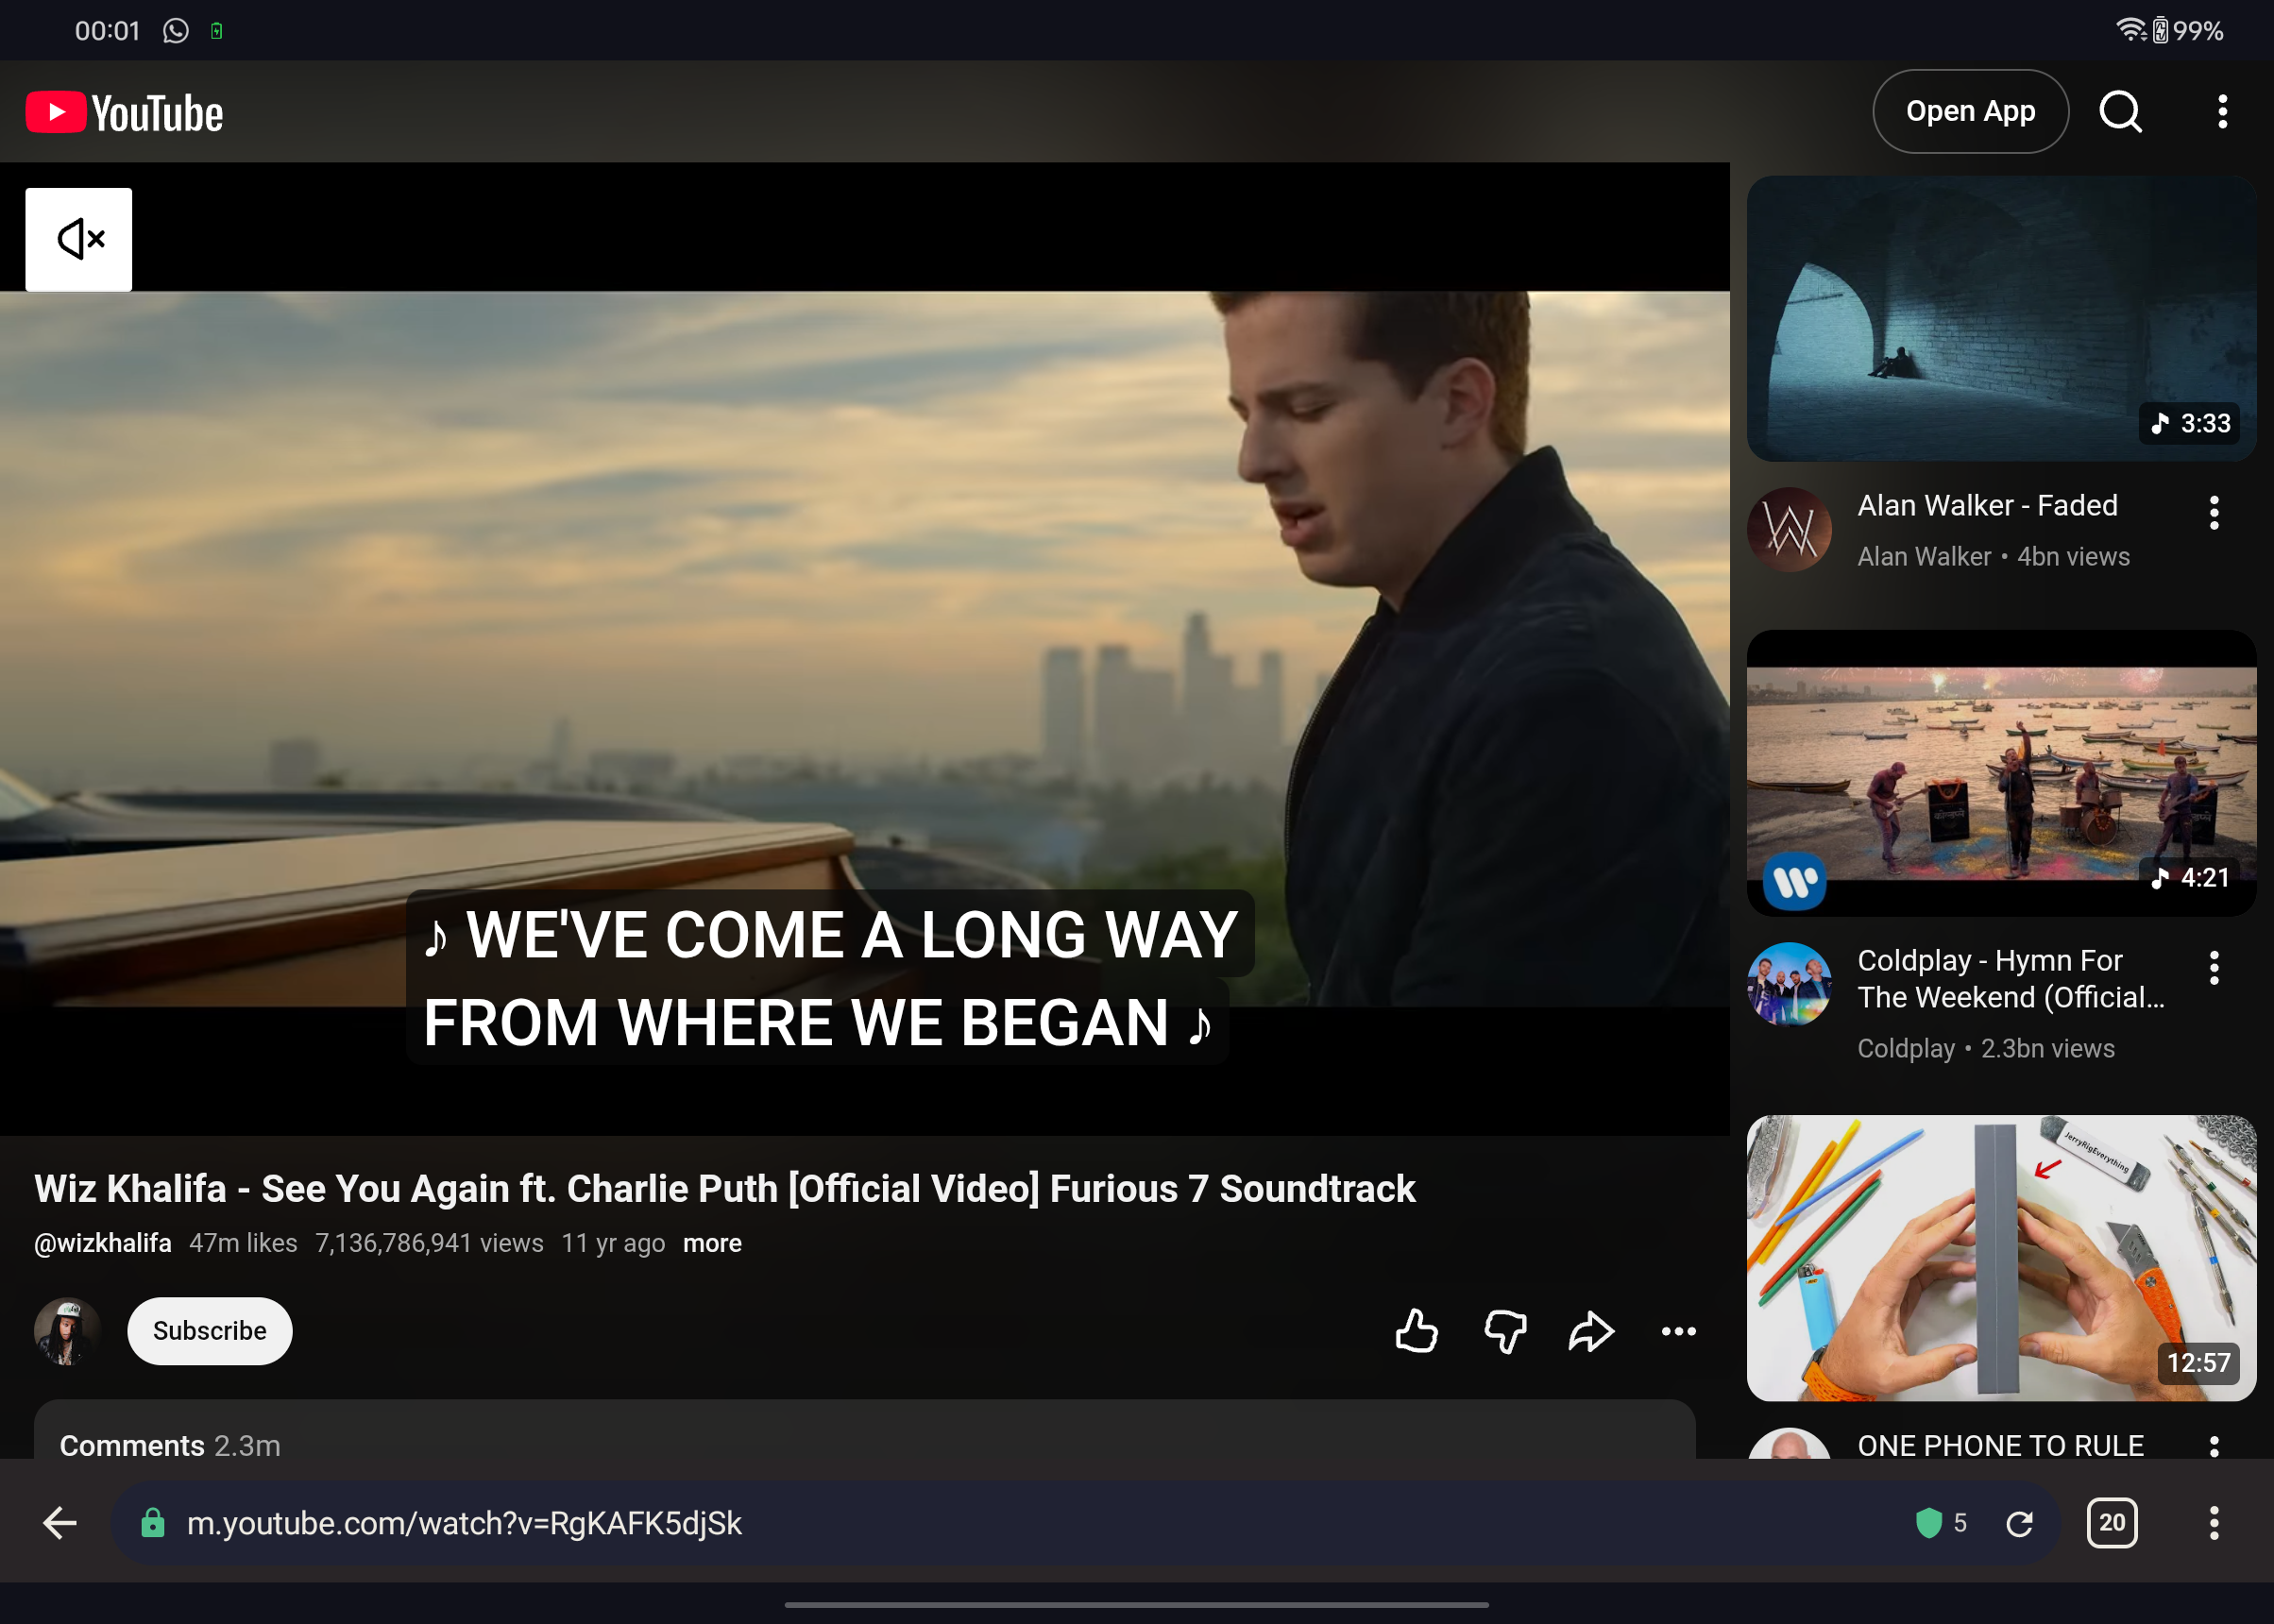 00:01
99%
YouTube
Open App
3:33
Alan Walker - Faded
Alan Walker • 4bn views
4:21
♪ WE'VE COME A LONG WAY
FROM WHERE WE BEGAN ♪
Coldplay - Hymn For
The Weekend (Official...
Coldplay • 2.3bn views
JerryRigEverything
12:57
Wiz Khalifa - See You Again ft. Charlie Puth [Official Video] Furious 7 Soundtrack
@wizkhalifa 47m likes 7,136,786,941 views 11 yr ago more
Subscribe
Comments 2.3m
ONE PHONE TO RULE
m.youtube.com/watch?v=RgKAFK5djSk
5
20